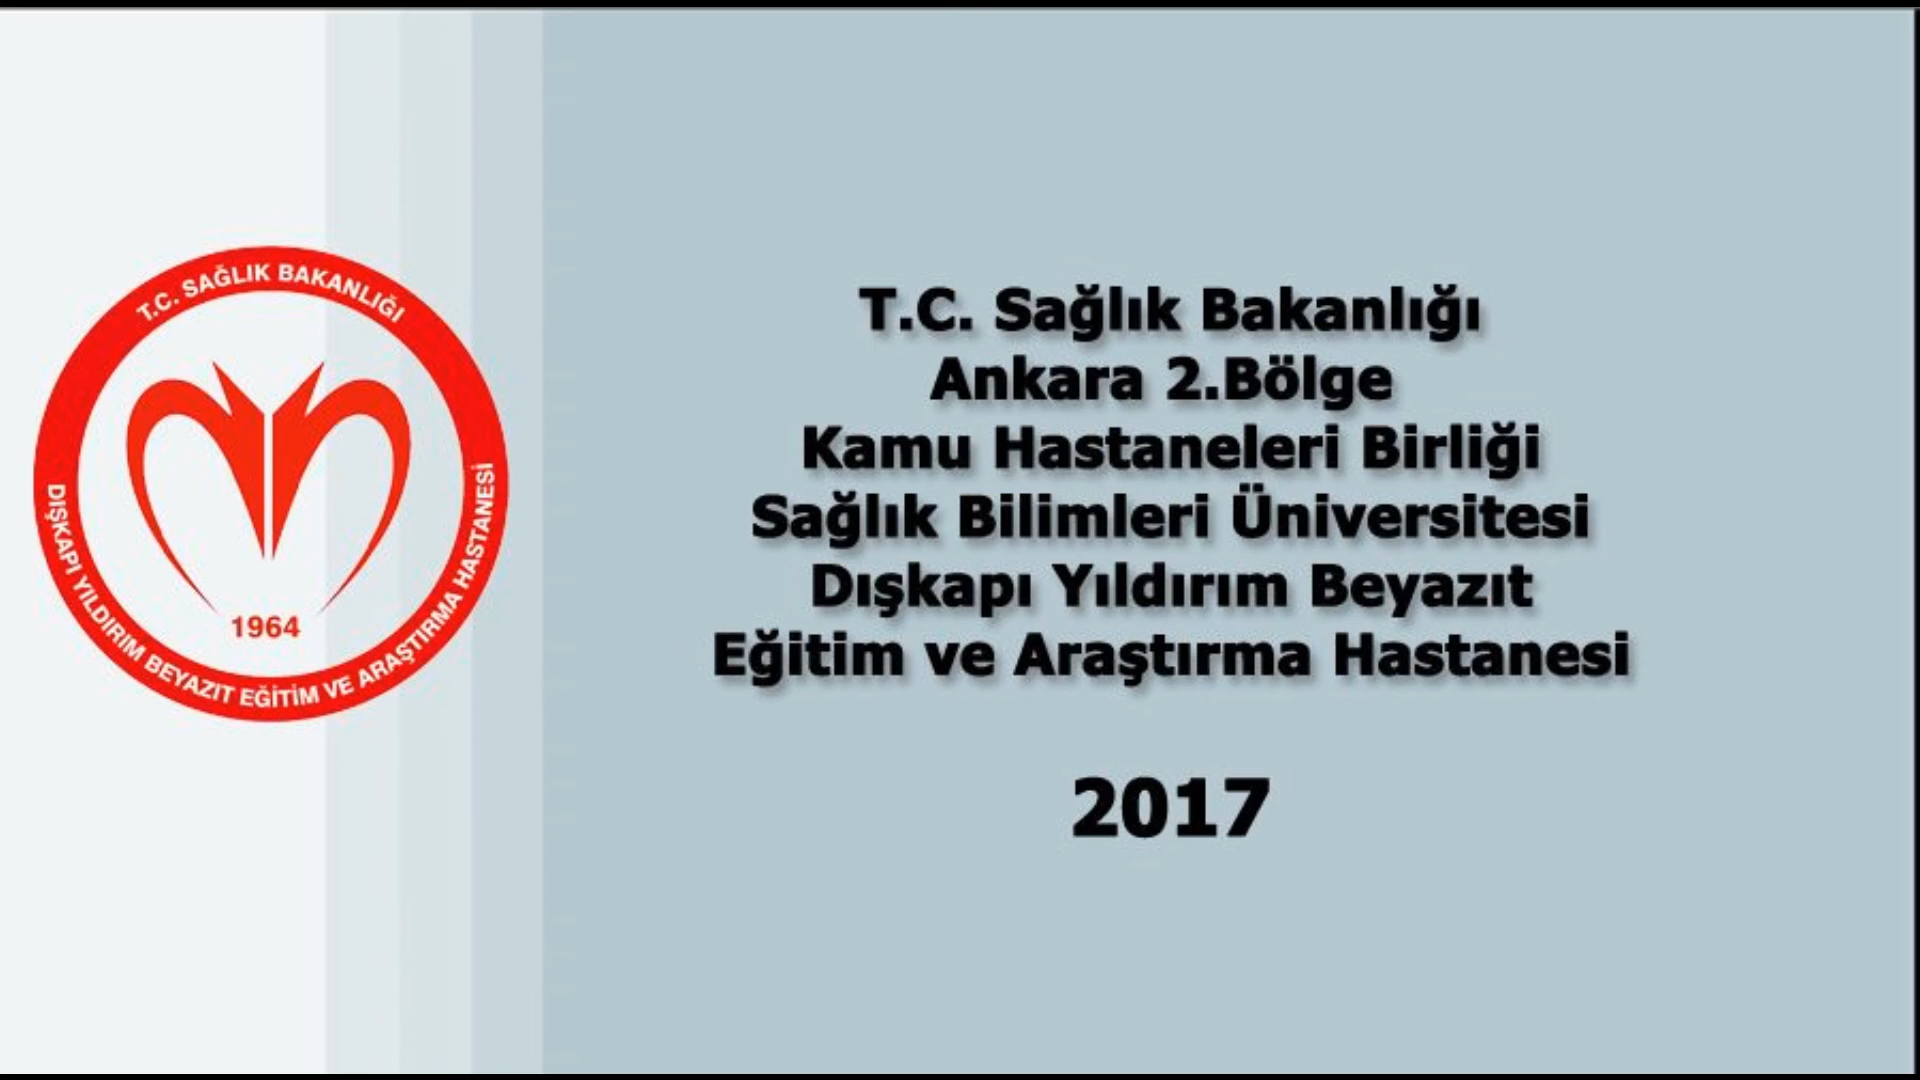 T.C. SAĞLIK BAKANLIĞI
DIŞKAPI YILDIRIM BEYAZIT EĞİTİM VE ARAŞTIRMA HASTANESİ
1964
T.C. Sağlık Bakanlığı
Ankara 2.Bölge
Kamu Hastaneleri Birliği
Sağlık Bilimleri Üniversitesi
Dışkapı Yıldırım Beyazıt
Eğitim ve Araştırma Hastanesi
2017